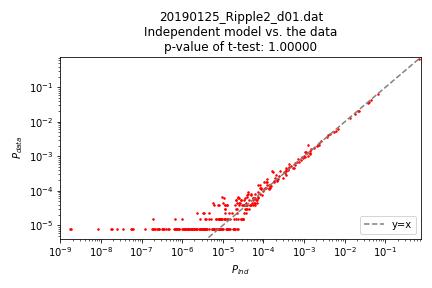 20190125_Ripple2_d01.dat
Independent model vs. the data
p-value of t-test: 1.00000
P_data
10^-1
10^-2
10^-3
10^-4
10^-5
y=x
10^-9 10^-8 10^-7 10^-6 10^-5 10^-4 10^-3 10^-2 10^-1
P_ind